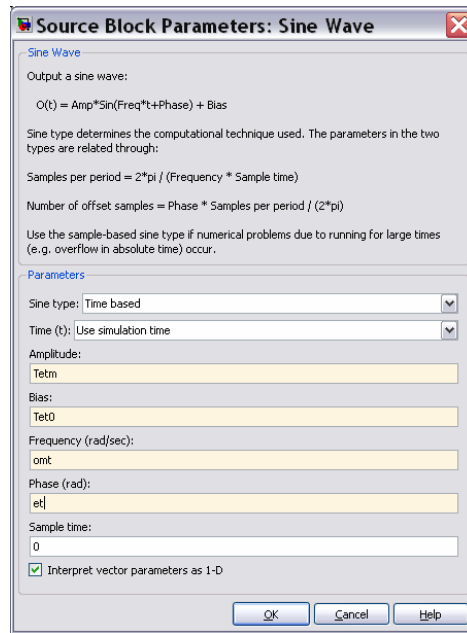 Source Block Parameters: Sine Wave
Sine Wave
Output a sine wave:
O(t) = Amp*Sin(Freq*t+Phase) + Bias
Sine type determines the computational technique used. The parameters in the two
types are related through:
Samples per period = 2*pi / (Frequency * Sample time)
Number of offset samples = Phase * Samples per period / (2*pi)
Use the sample-based sine type if numerical problems due to running for large times
(e.g. overflow in absolute time) occur.
Parameters
Sine type: Time based
Time (t): Use simulation time
Amplitude:
Tetm
Bias:
Tet0
Frequency (rad/sec):
omt
Phase (rad):
et
Sample time:
0
Interpret vector parameters as 1-D
OK Cancel Help